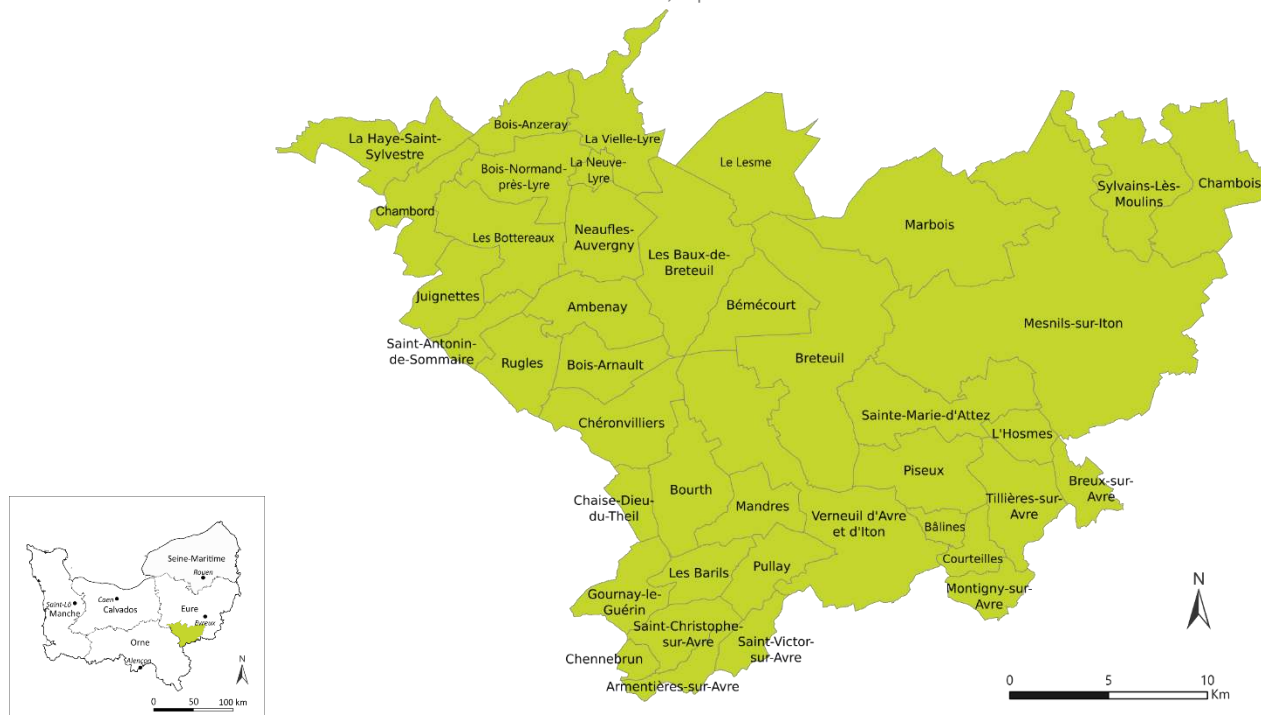 Bois-Anzeray
La Haye-Saint-
Sylvestre
La Vielle-Lyre
Bois-Normand-
près-Lyre
La Neuve-
Lyre
Le Lesme
Sylvains-Lès-
Moulins
Chambois
Chambord
Marbois
Les Bottereaux
Neaufles-
Auvergny
Les Baux-de-
Breteuil
Juignettes
Ambenay
Bémécourt
Mesnils-sur-Iton
Saint-Antonin-
de-Sommaire
Rugles
Bois-Arnault
Breteuil
Chéronvilliers
Sainte-Marie-d'Attez
L'Hosmes
Piseux
Breux-sur-
Avre
Chaise-Dieu-
du-Theil
Bourth
Mandres
Verneuil d'Avre
et d'Iton
Tillières-sur-
Avre
Bâlines
Courteilles
Les Barils
Pullay
Montigny-sur-
Avre
Gournay-le-
Guérin
Saint-Christophe-
sur-Avre
Saint-Victor-
sur-Avre
Chennebrun
Armentières-sur-Avre
N
0 5 10
Km
Seine-Maritime
Rouen
Saint-Lô
Manche
Caen
Calvados
Eure
Evreux
Orne
Alençon
N
0 50 100 km